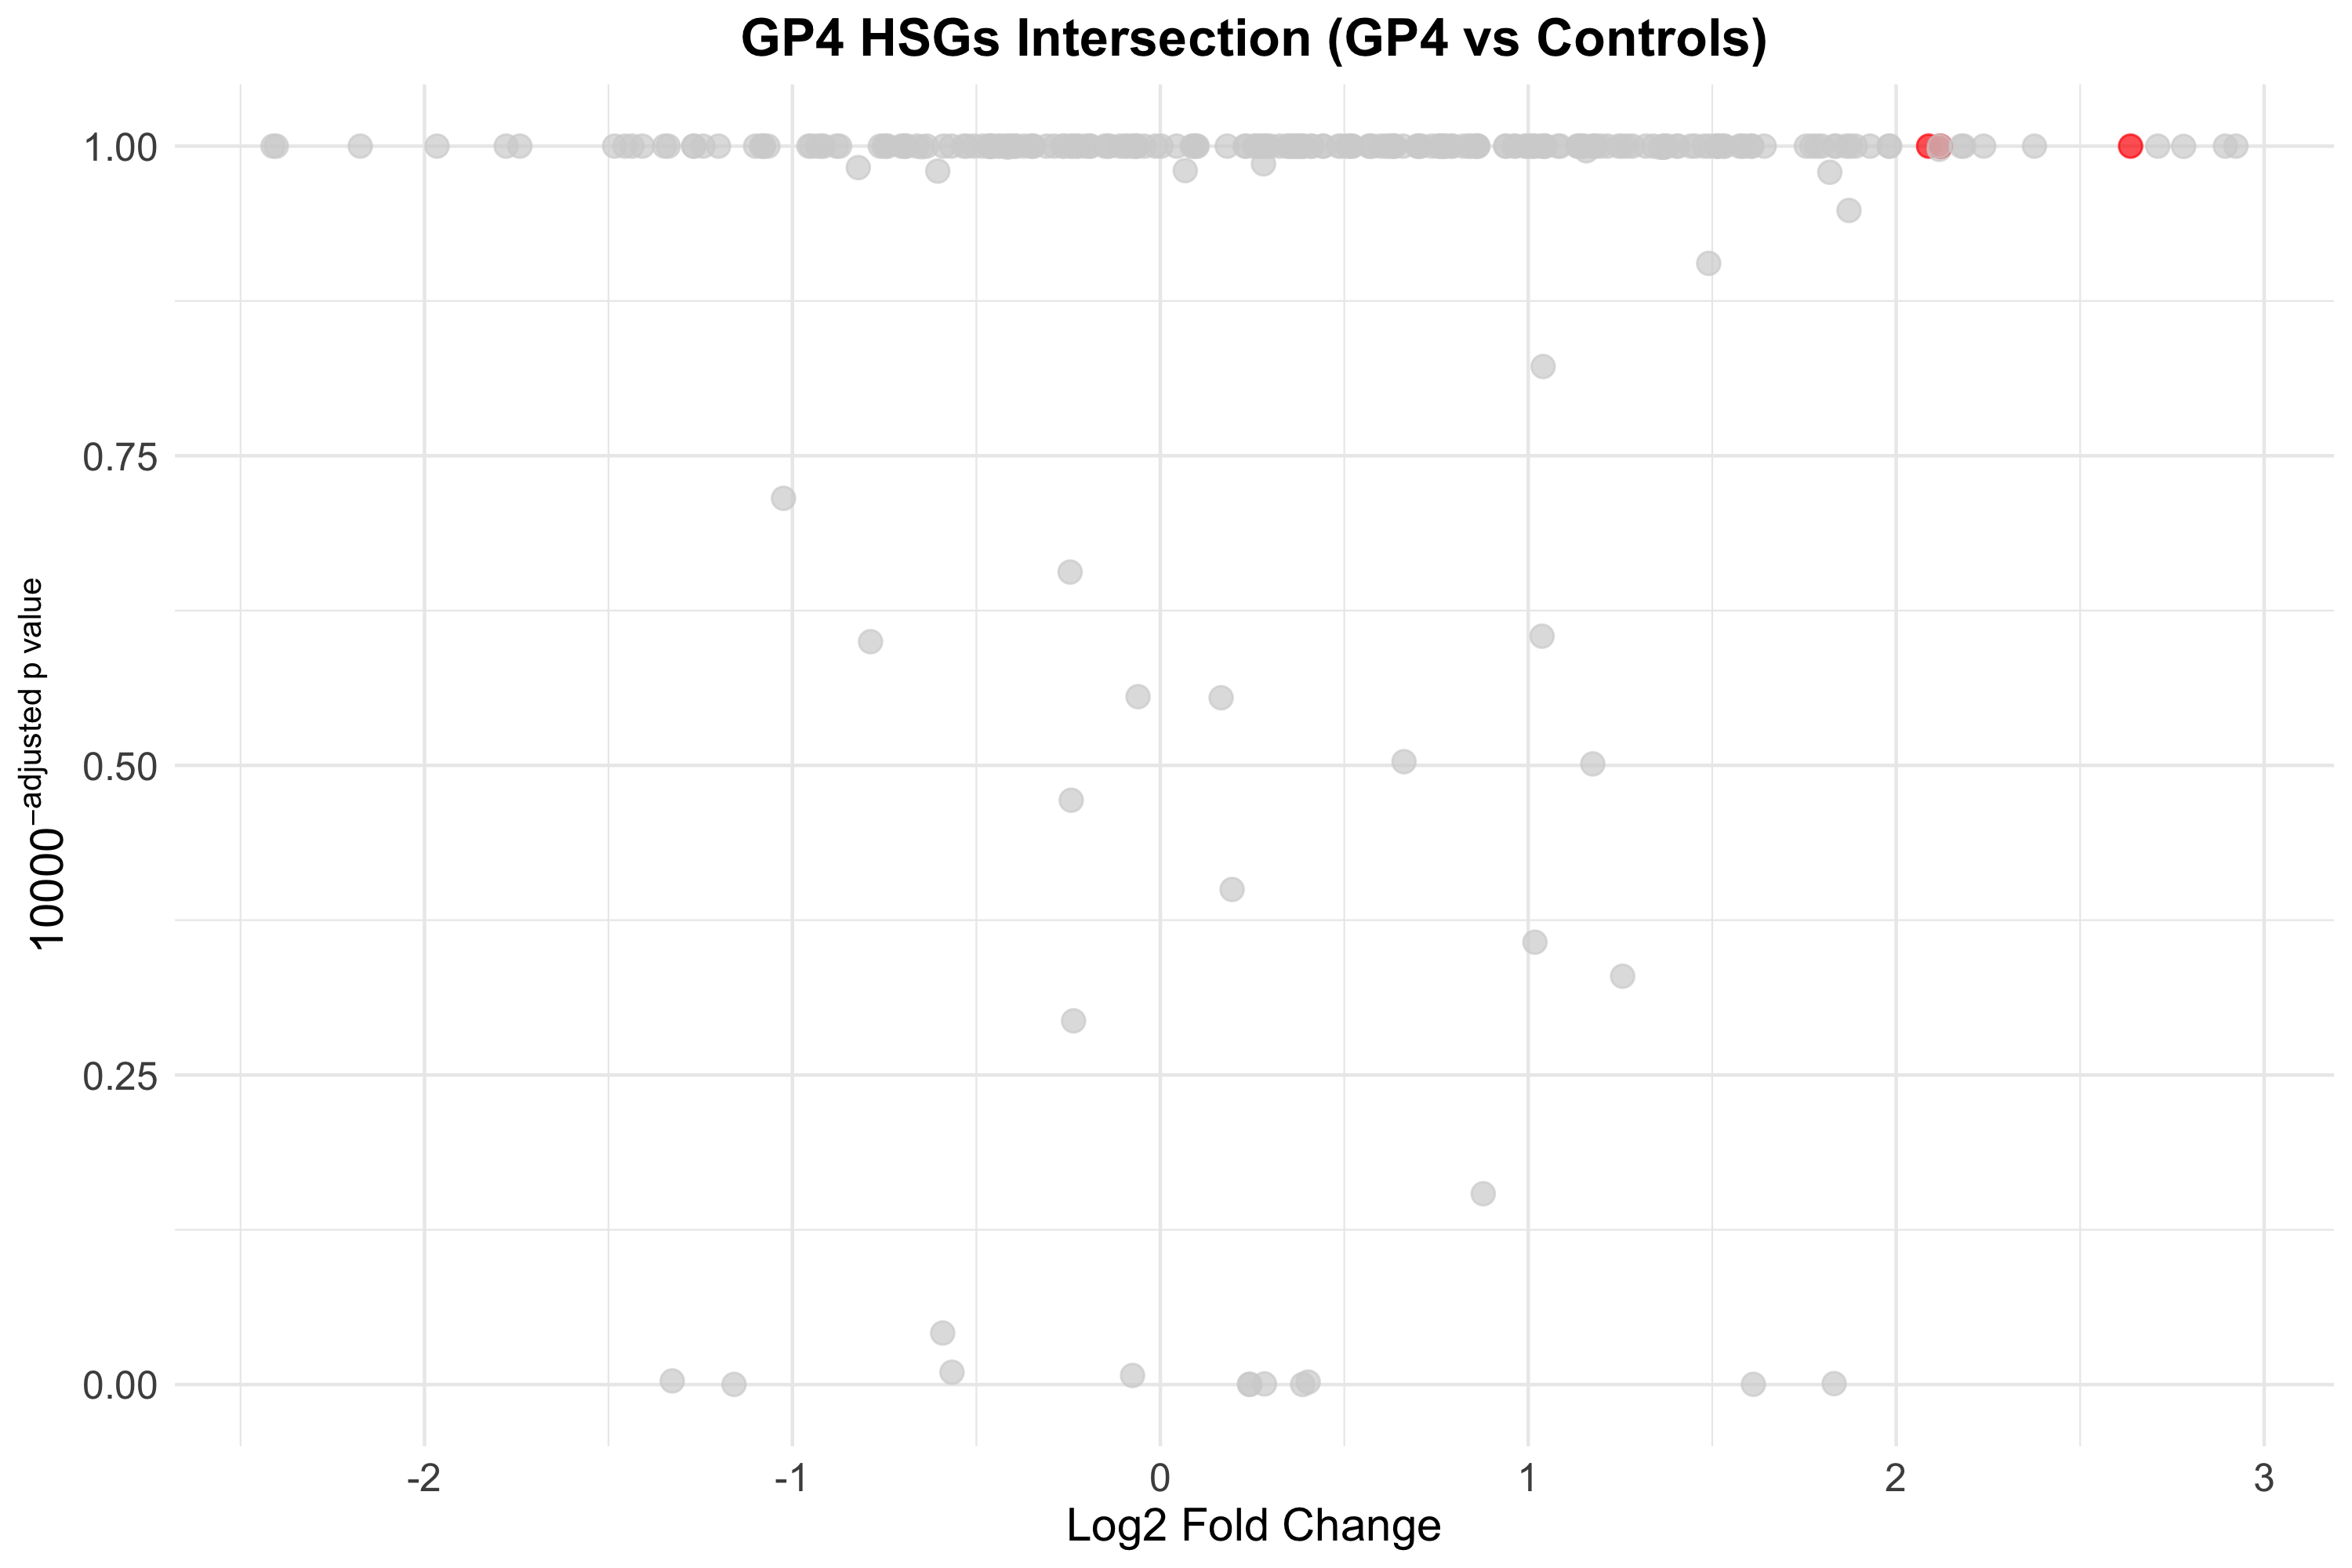 GP4 HSGs Intersection (GP4 vs Controls)
1.00
0.75
0.50
0.25
0.00
10000^−adjusted p value
-2 -1 0 1 2 3
Log2 Fold Change